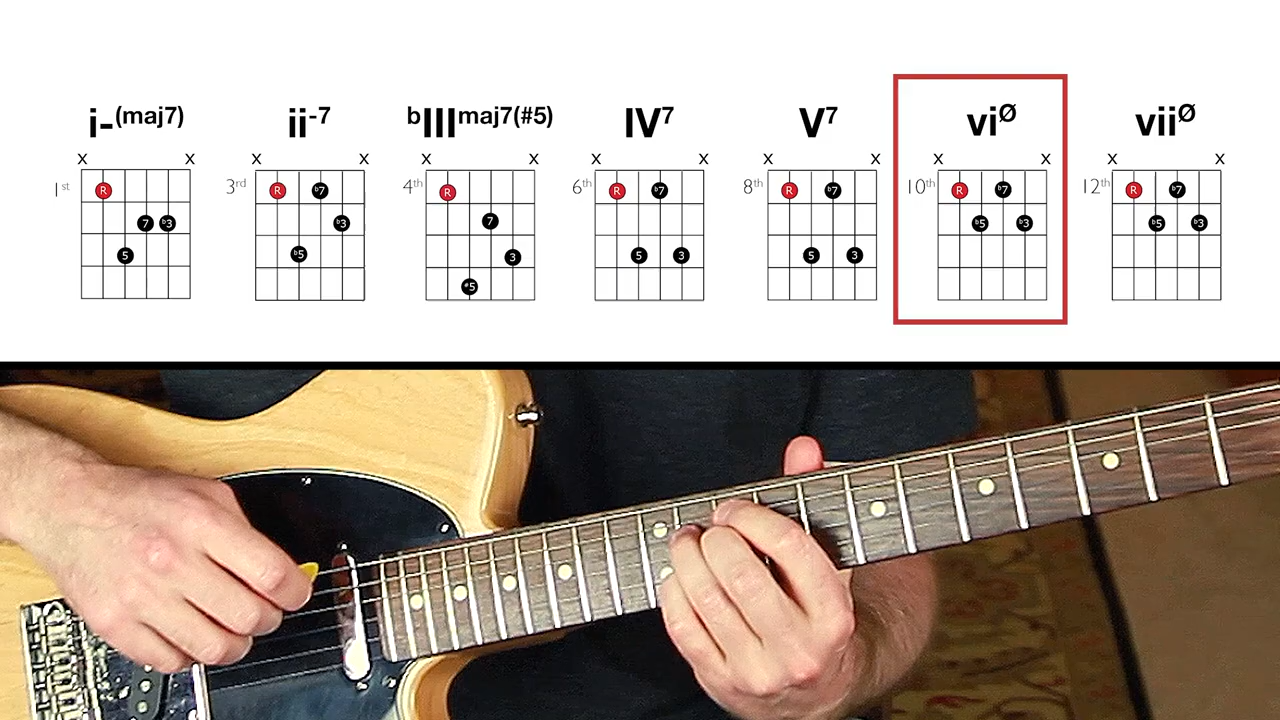 i-(maj7) ii-7 bIIImaj7(#5) IV7 V7 viØ viiØ
x x x x x x x x x x x x x x
1st R 3rd R b7 4th R 6th R b7 8th R b7 10th R b7 12th R b7
7 b3 b3 7 b5 b3 b5 b3
5 b5 3 5 3 5 3
#5